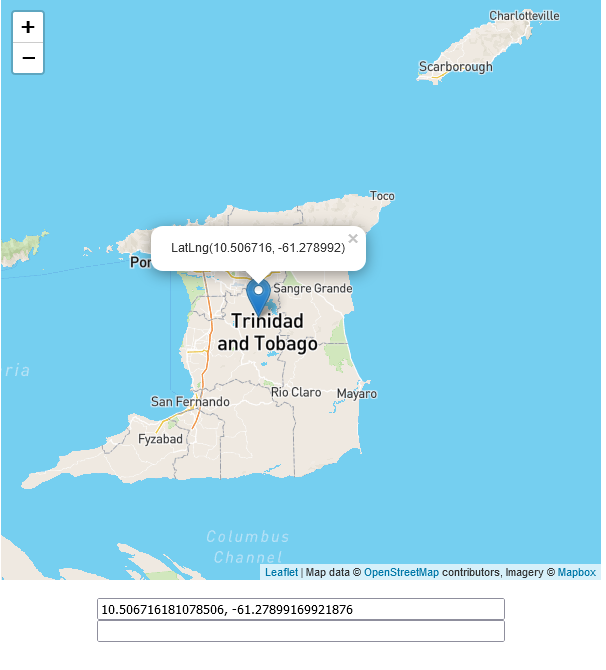 +
−
Charlotteville
Scarborough
Toco
LatLng(10.506716, -61.278992)
×
Por
Sangre Grande
Trinidad
and Tobago
ria
Rio Claro
Mayaro
San Fernando
Fyzabad
Columbus
Channel
Leaflet | Map data © OpenStreetMap contributors, Imagery © Mapbox
10.506716181078506, -61.27899169921876